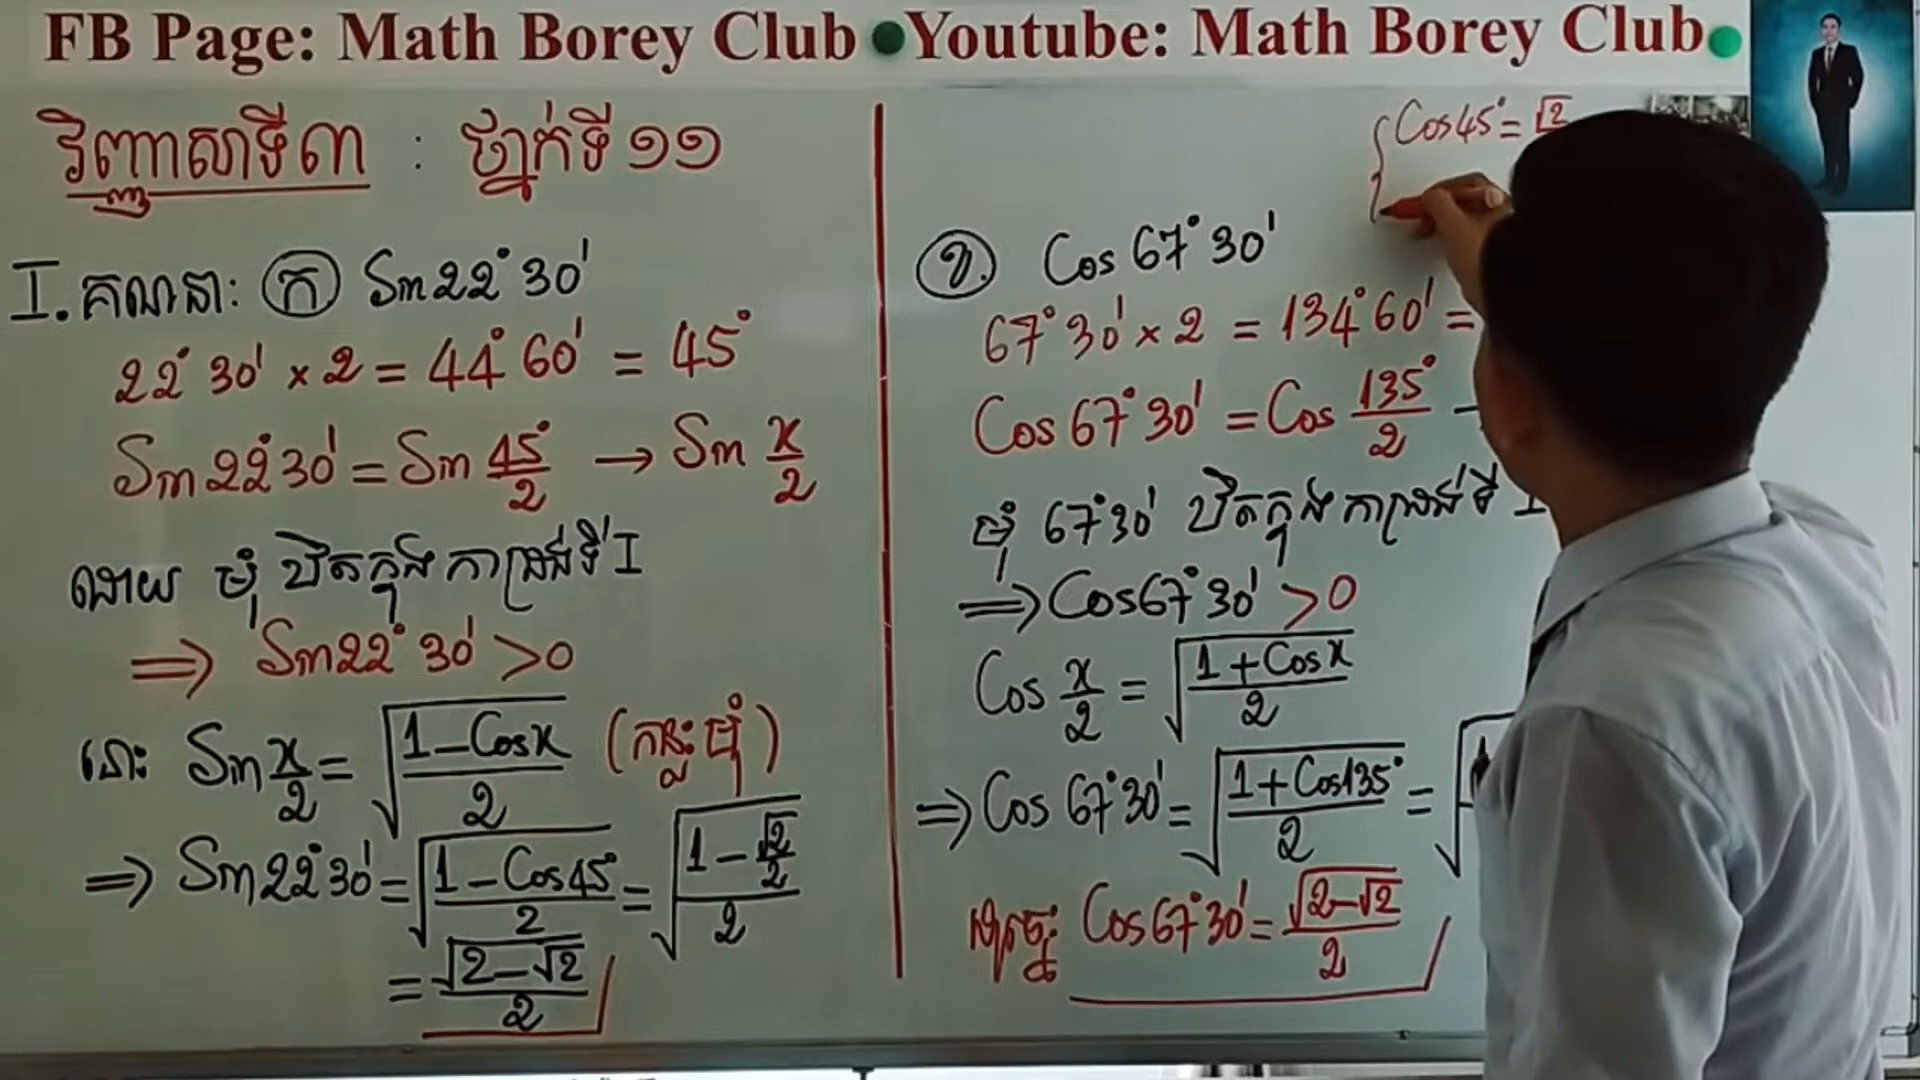 FB Page: Math Borey Club ● Youtube: Math Borey Club
វិញ្ញាសាទី៣ : ថ្នាក់ទី ១១
I. គណនា: ក Sin 22° 30'
22° 30' × 2 = 44° 60' = 45°
Sin 22° 30' = Sin 45°/2 → Sin x/2
ដោយ មុំ ឋិតក្នុងកាដ្រង់ទី I
⟹ Sin 22° 30' > 0
នោះ Sin x/2 = √((1 - Cos x)/2) (កន្លះមុំ)
⟹ Sin 22° 30' = √((1 - Cos 45°)/2) = √((1 - √2/2)/2)
= √(2 - √2)/2
{ Cos 45° = √2
ខ. Cos 67° 30'
67° 30' × 2 = 134° 60' =
Cos 67° 30' = Cos 135°/2
មុំ 67° 30' ឋិតក្នុងកាដ្រង់ទី I
⟹ Cos 67° 30' > 0
Cos x/2 = √((1 + Cos x)/2)
⟹ Cos 67° 30' = √((1 + Cos 135°)/2) =
ដូច្នេះ Cos 67° 30' = √(2 - √2)/2